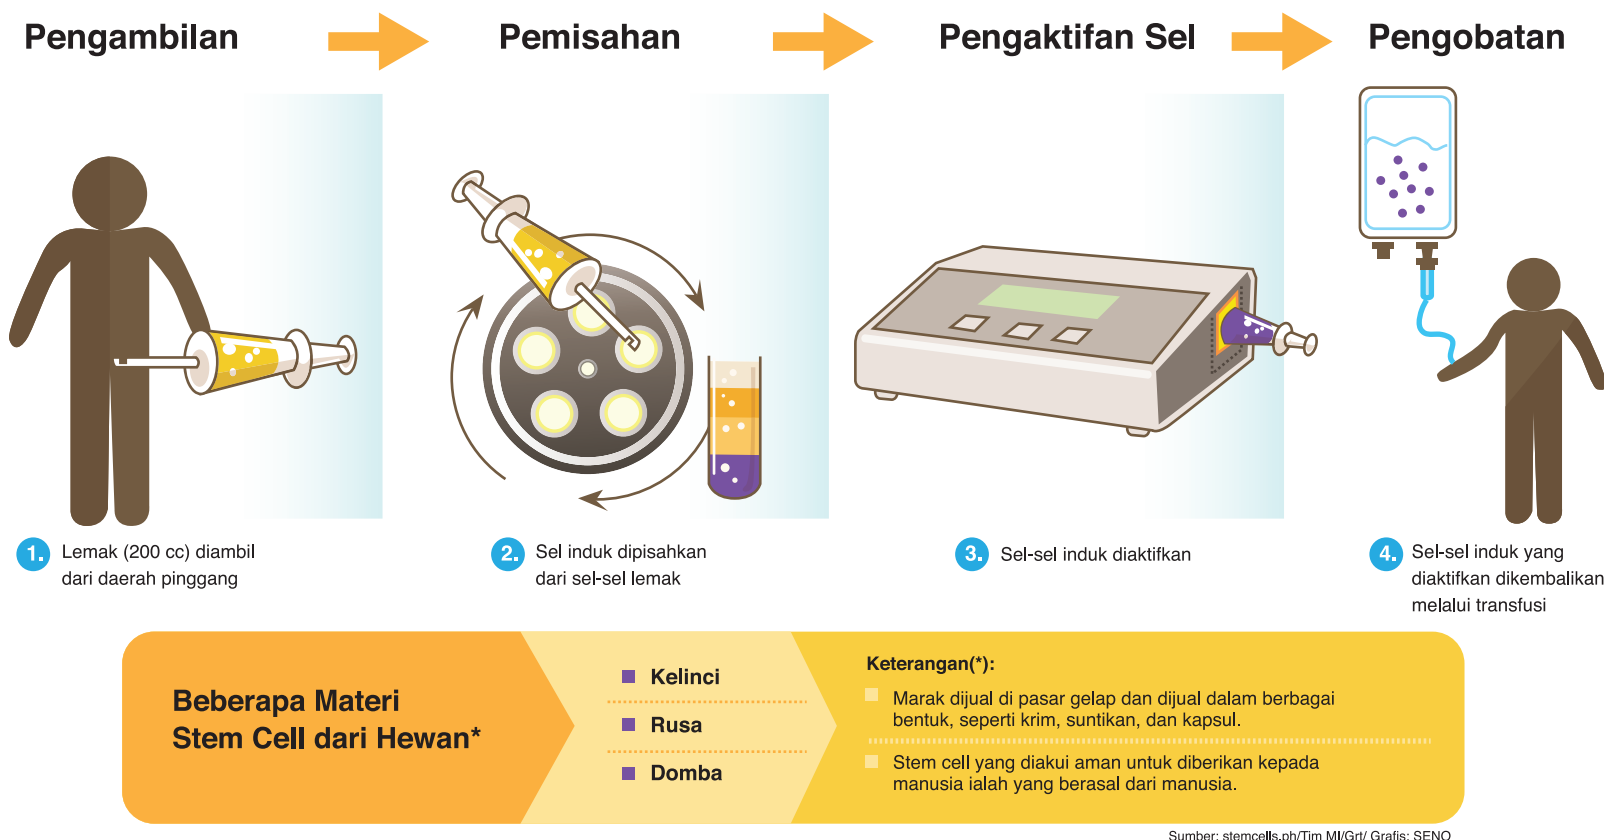 Pengambilan
Pemisahan
Pengaktifan Sel
Pengobatan
1. Lemak (200 cc) diambil
dari daerah pinggang
2. Sel induk dipisahkan
dari sel-sel lemak
3. Sel-sel induk diaktifkan
4. Sel-sel induk yang
diaktifkan dikembalikan
melalui transfusi
Beberapa Materi
Stem Cell dari Hewan*
Kelinci
Rusa
Domba
Keterangan(*):
Marak dijual di pasar gelap dan dijual dalam berbagai
bentuk, seperti krim, suntikan, dan kapsul.
Stem cell yang diakui aman untuk diberikan kepada
manusia ialah yang berasal dari manusia.
Sumber: stemcells.ph/Tim MI/Grt/ Grafis: SENO